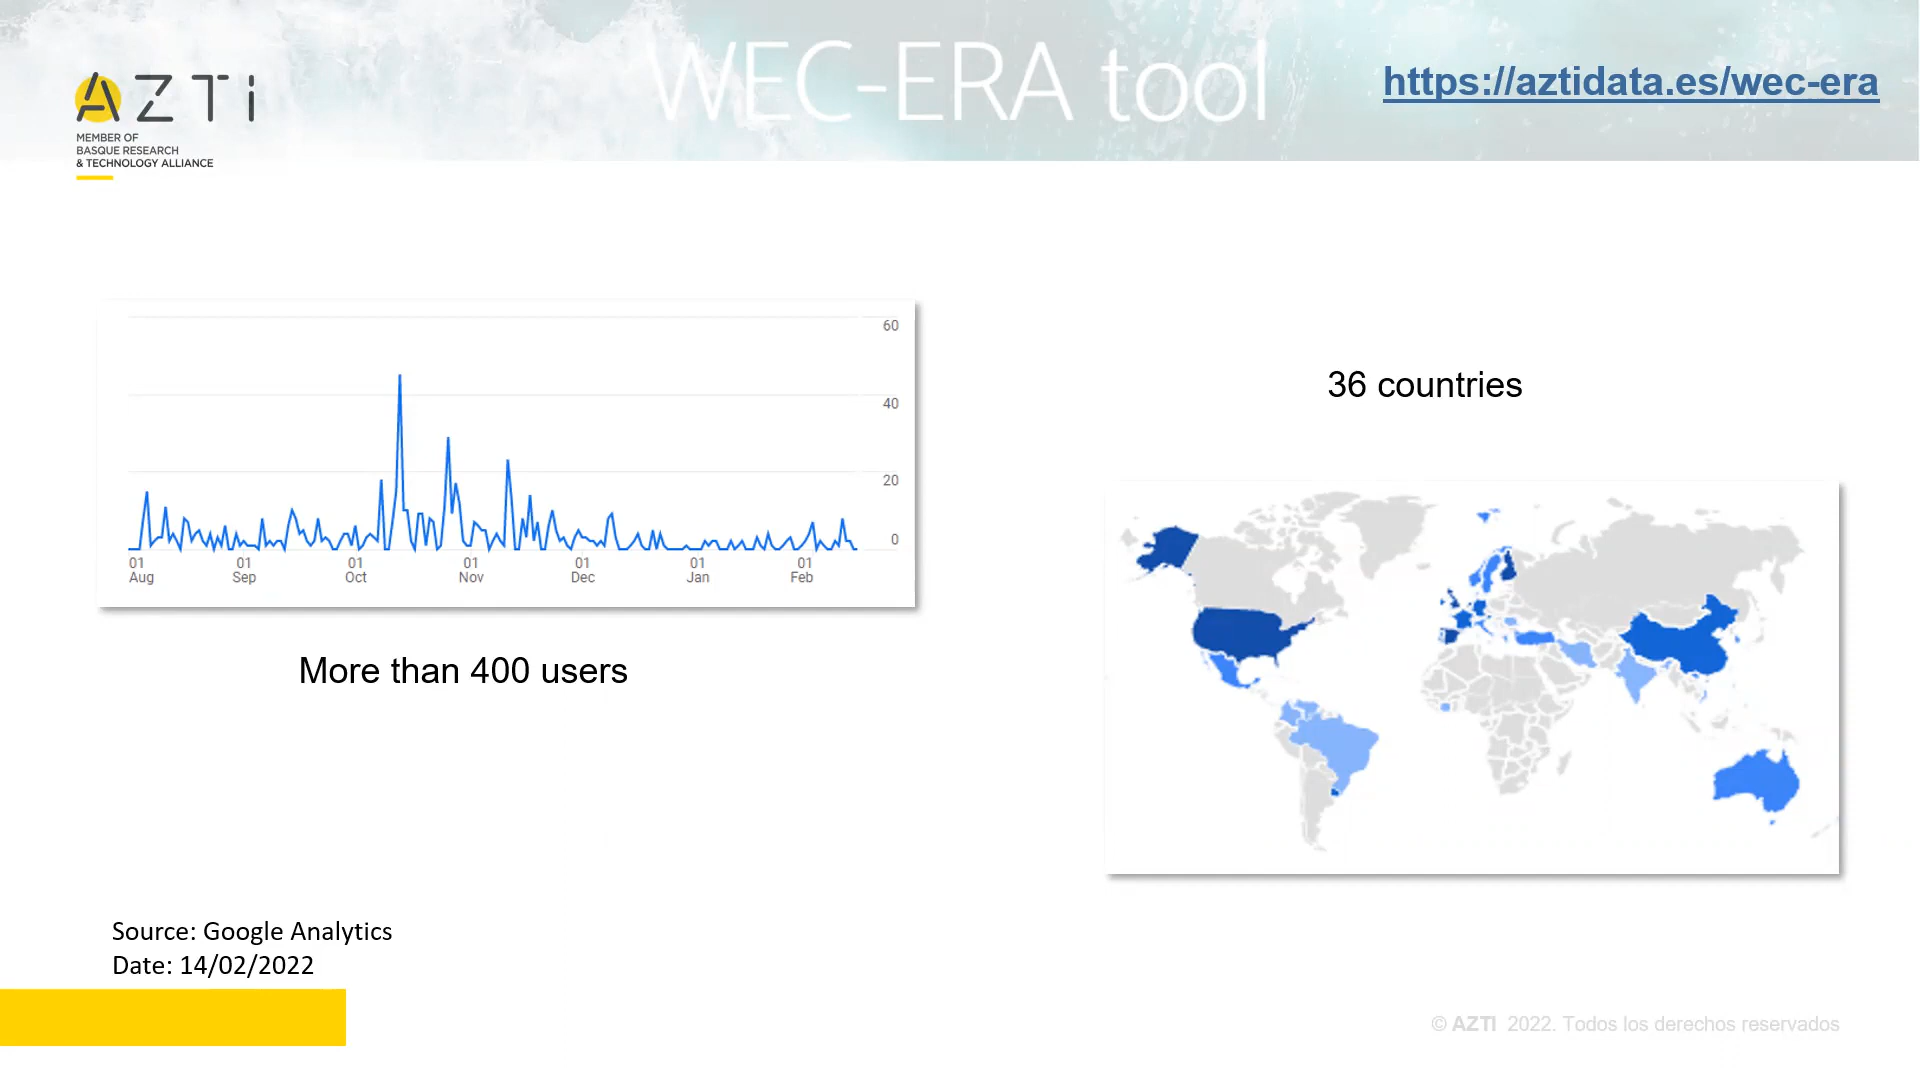 WEC-ERA tool
https://aztidata.es/wec-era
AZTi
MEMBER OF
BASQUE RESEARCH
& TECHNOLOGY ALLIANCE
60
40
20
0
01 01 01 01 01 01 01
Aug Sep Oct Nov Dec Jan Feb
More than 400 users
36 countries
Source: Google Analytics
Date: 14/02/2022
© AZTI 2022. Todos los derechos reservados